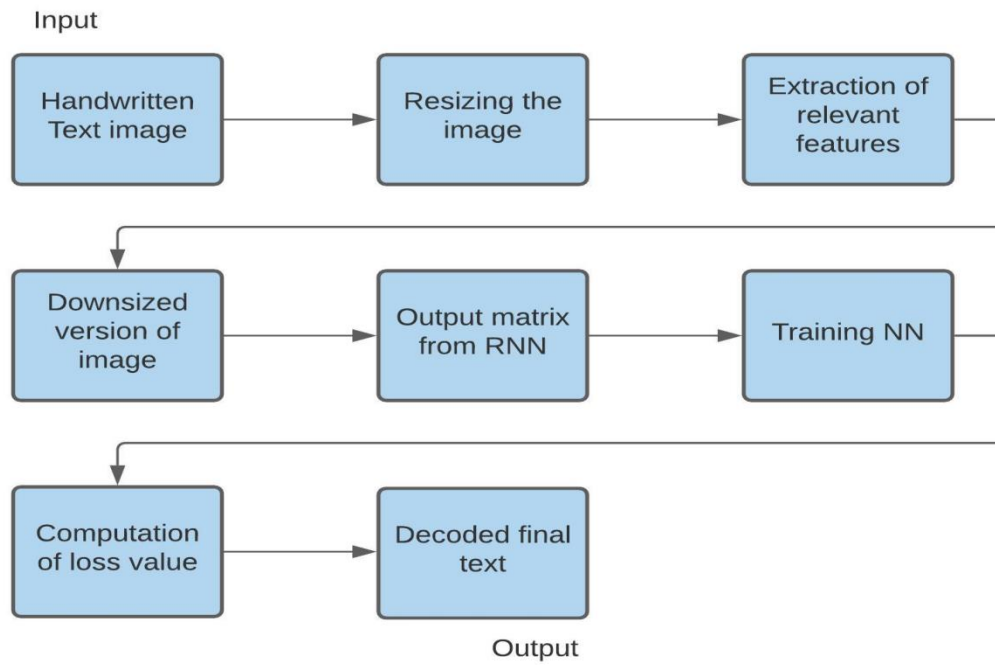 Input
Handwritten
Text image
Resizing the
image
Extraction of
relevant
features
Downsized
version of
image
Output matrix
from RNN
Training NN
Computation
of loss value
Decoded final
text
Output